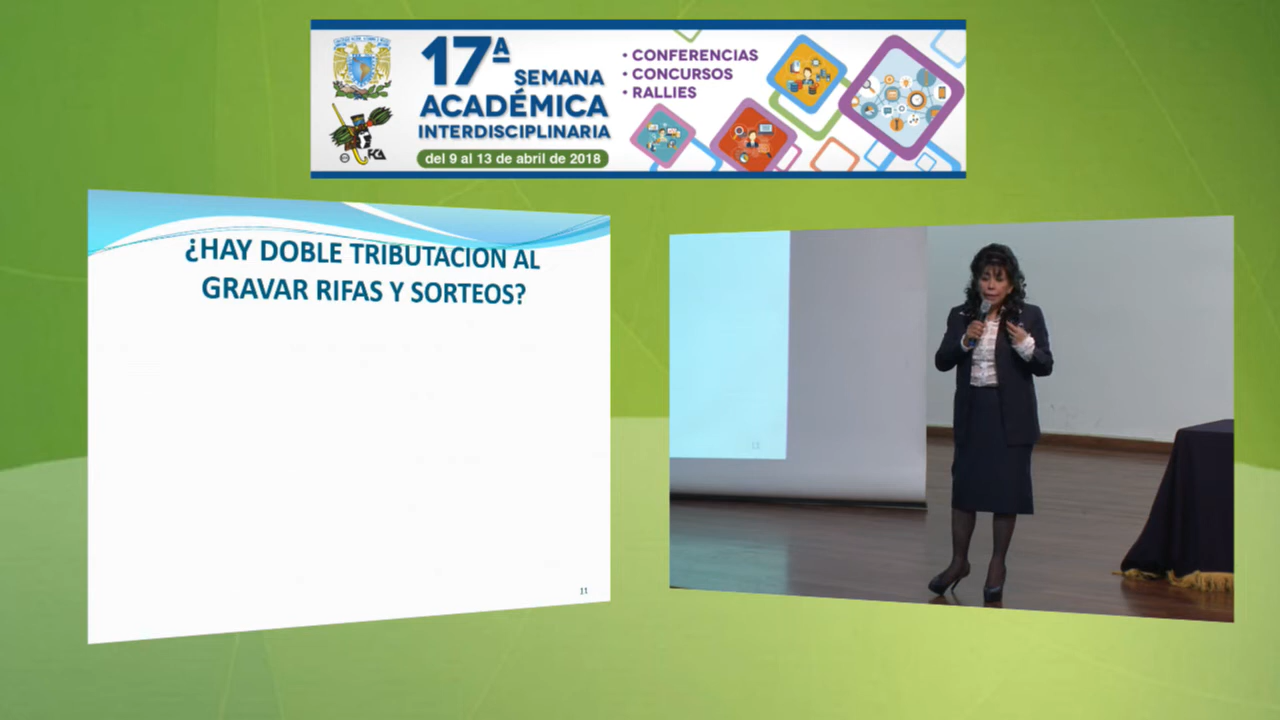 17ª
SEMANA
ACADÉMICA
INTERDISCIPLINARIA
del 9 al 13 de abril de 2018
• CONFERENCIAS
• CONCURSOS
• RALLIES
FCA
¿HAY DOBLE TRIBUTACION AL
GRAVAR RIFAS Y SORTEOS?
11